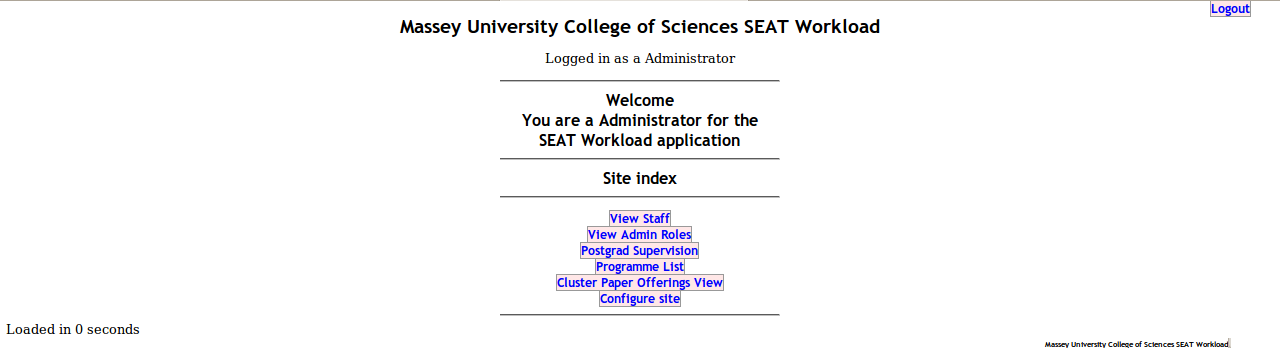 Logout
Massey University College of Sciences SEAT Workload
Logged in as a Administrator
Welcome
You are a Administrator for the
SEAT Workload application
Site index
View Staff
View Admin Roles
Postgrad Supervision
Programme List
Cluster Paper Offerings View
Configure site
Loaded in 0 seconds
Massey University College of Sciences SEAT Workload